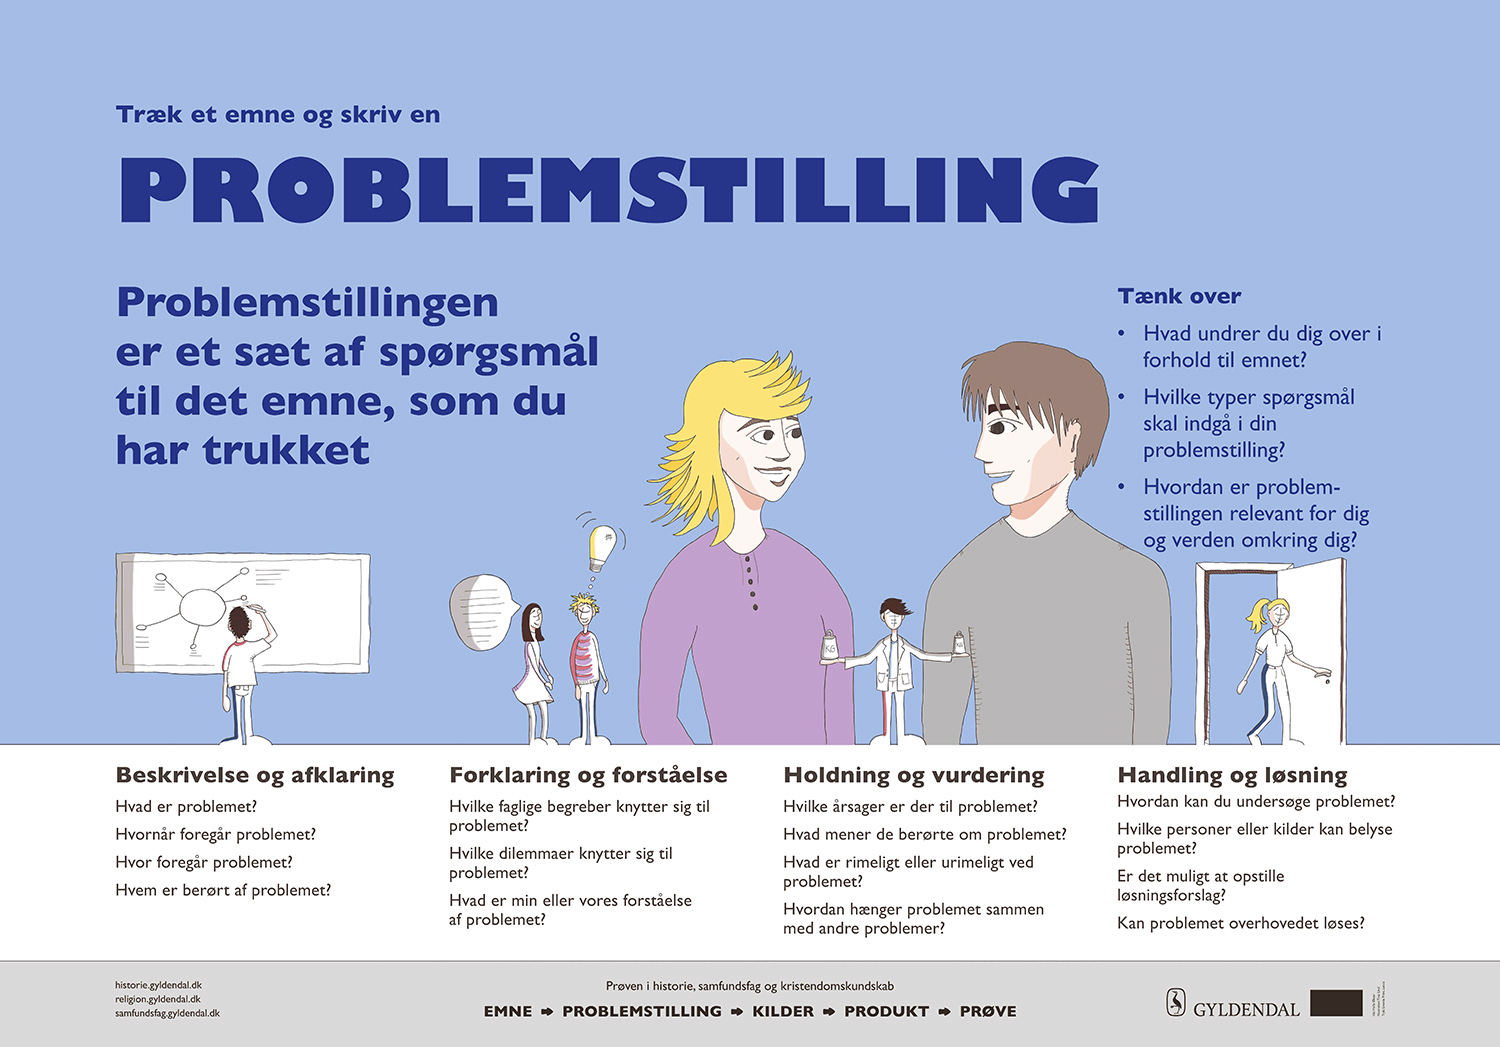 Træk et emne og skriv en
PROBLEMSTILLING
Problemstillingen
er et sæt af spørgsmål
til det emne, som du
har trukket
Tænk over
• Hvad undrer du dig over i
forhold til emnet?
• Hvilke typer spørgsmål
skal indgå i din
problemstilling?
• Hvordan er problem-
stillingen relevant for dig
og verden omkring dig?
KG
KG
Beskrivelse og afklaring
Hvad er problemet?
Hvornår foregår problemet?
Hvor foregår problemet?
Hvem er berørt af problemet?
Forklaring og forståelse
Hvilke faglige begreber knytter sig til
problemet?
Hvilke dilemmaer knytter sig til
problemet?
Hvad er min eller vores forståelse
af problemet?
Holdning og vurdering
Hvilke årsager er der til problemet?
Hvad mener de berørte om problemet?
Hvad er rimeligt eller urimeligt ved
problemet?
Hvordan hænger problemet sammen
med andre problemer?
Handling og løsning
Hvordan kan du undersøge problemet?
Hvilke personer eller kilder kan belyse
problemet?
Er det muligt at opstille
løsningsforslag?
Kan problemet overhovedet løses?
historie.gyldendal.dk
religion.gyldendal.dk
samfundsfag.gyldendal.dk
Prøven i historie, samfundsfag og kristendomskundskab
EMNE ➡ PROBLEMSTILLING ➡ KILDER ➡ PRODUKT ➡ PRØVE
GYLDENDAL